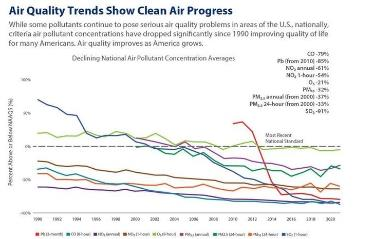 Air Quality Trends Show Clean Air Progress
While some pollutants continue to pose serious air quality problems in areas of the U.S., nationally,
criteria air pollutant concentrations have dropped significantly since 1990 improving quality of life
for many Americans. Air quality improves as America grows.
Declining National Air Pollutant Concentration Averages
CO -79%
Pb (from 2010) -85%
NO₂ annual -61%
NO₂ 1-hour -54%
O₃ -21%
PM₁₀ -32%
PM₂.₅ annual (from 2000) -37%
PM₂.₅ 24-hour (from 2000) -33%
SO₂ -91%
Percent Above or Below NAAQS (%)
Most Recent
National Standard
1990 1992 1994 1996 1998 2000 2002 2004 2006 2008 2010 2012 2014 2016 2018 2020